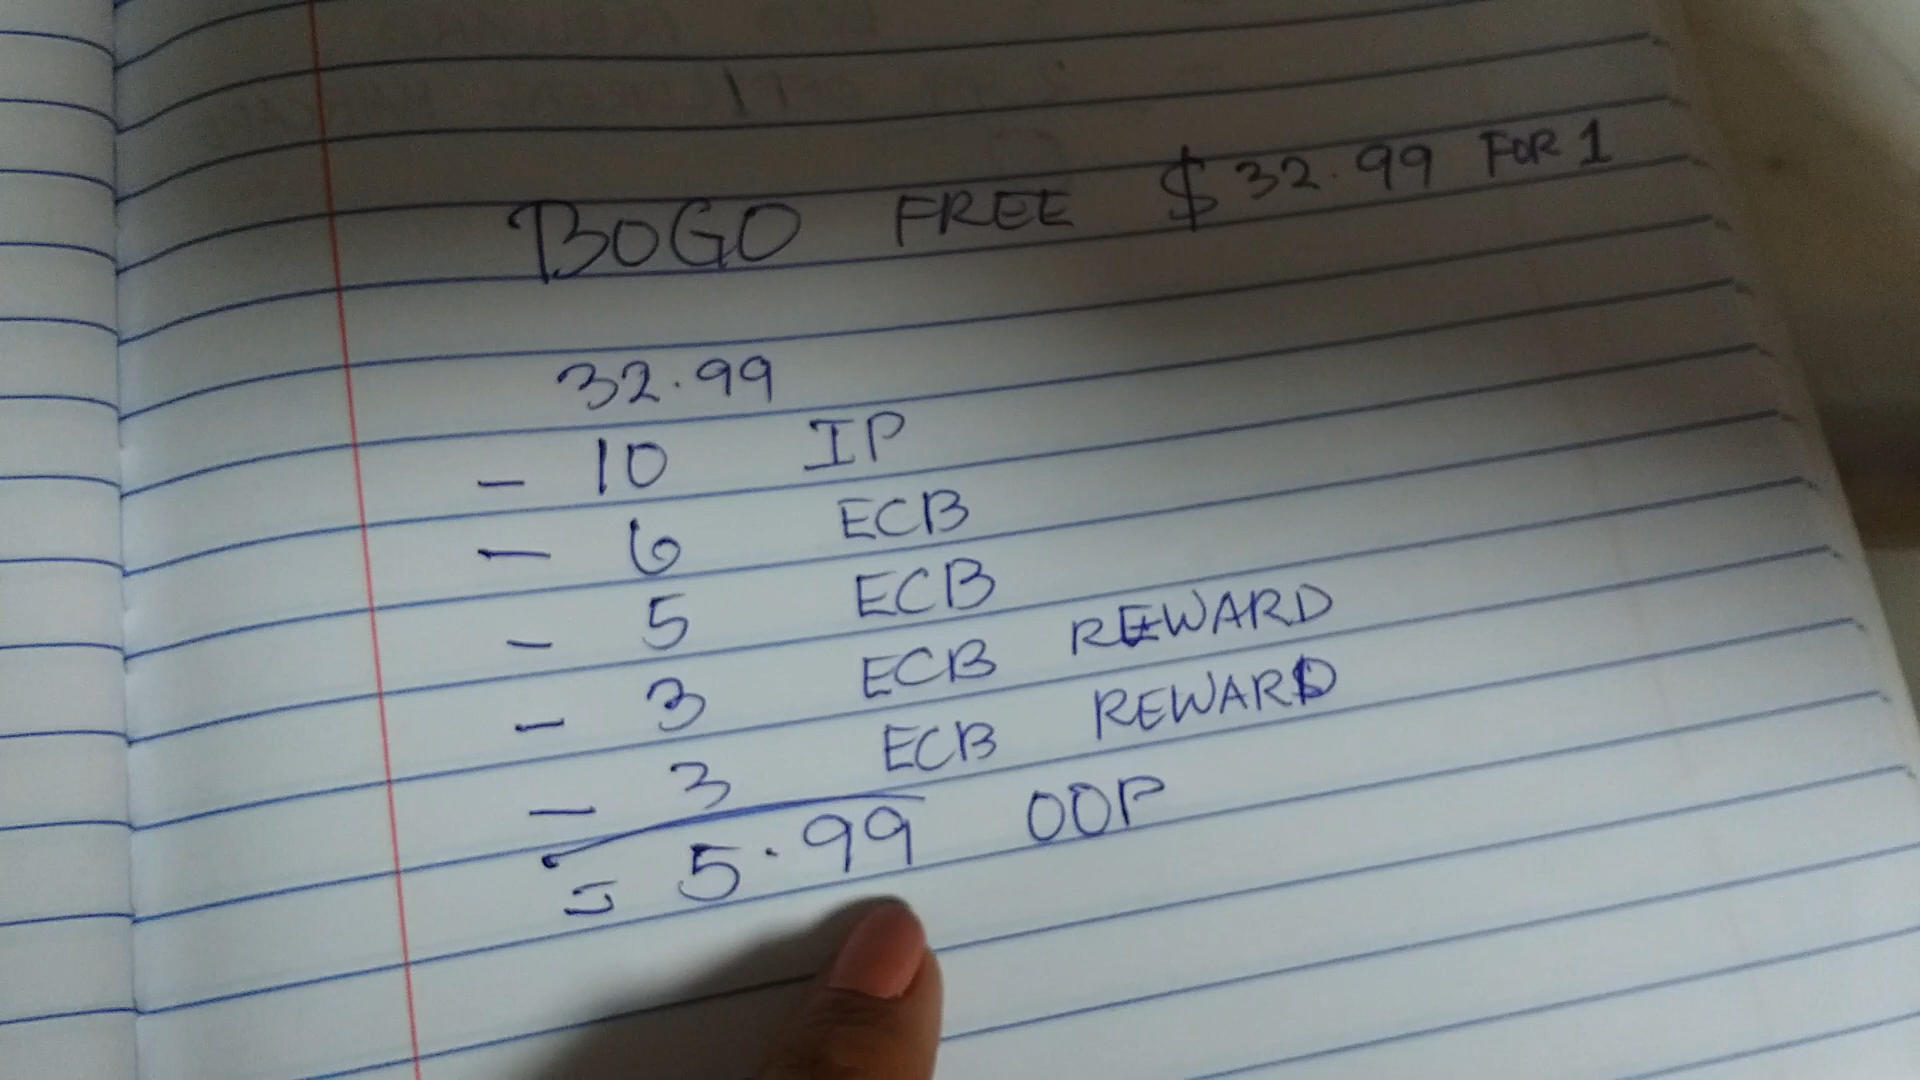 BOGO FREE $32.99 FOR 1
32.99
- 10 IP
- 6 ECB
- 5 ECB
- 3 ECB REWARD
- 3 ECB REWARD
= 5.99 OOP